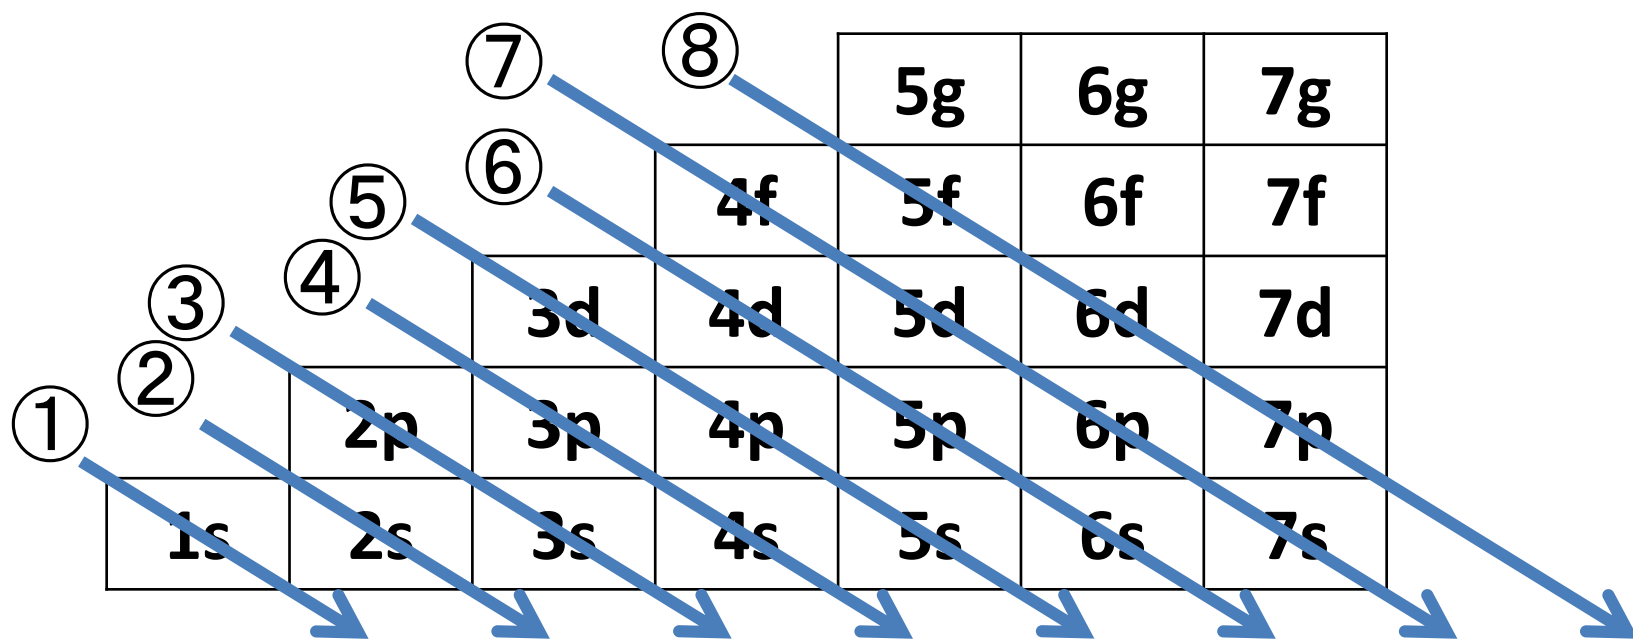 ⑦ ⑧
5g 6g 7g
⑥
⑤
4f 5f 6f 7f
④
③
3d 4d 5d 6d 7d
②
①
2p 3p 4p 5p 6p 7p
1s 2s 3s 4s 5s 6s 7s